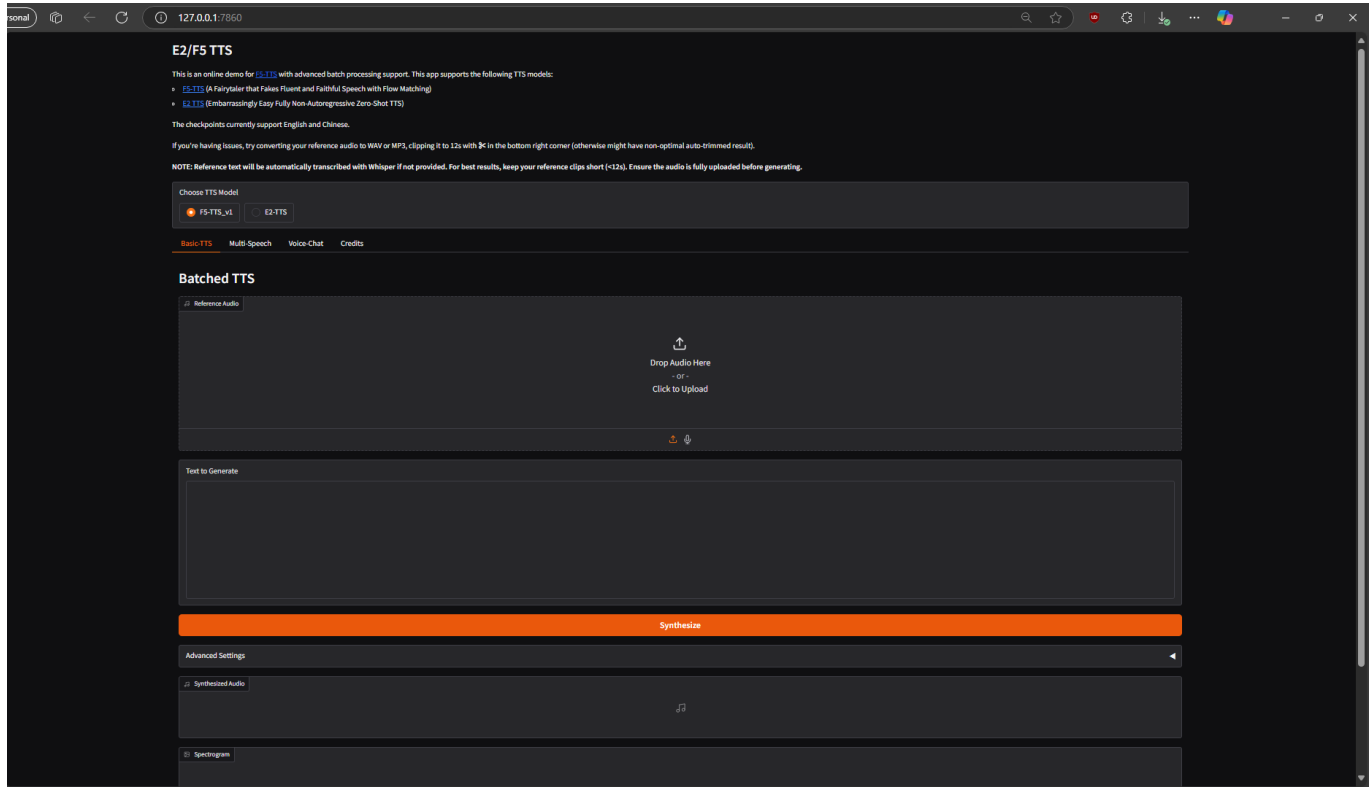 rsonal
127.0.0.1:7860
E2/F5 TTS
This is an online demo for F5-TTS with advanced batch processing support. This app supports the following TTS models:
F5-TTS (A Fairytaler that Fakes Fluent and Faithful Speech with Flow Matching)
E2 TTS (Embarrassingly Easy Fully Non-Autoregressive Zero-Shot TTS)
The checkpoints currently support English and Chinese.
If you're having issues, try converting your reference audio to WAV or MP3, clipping it to 12s with ✂ in the bottom right corner (otherwise might have non-optimal auto-trimmed result).
NOTE: Reference text will be automatically transcribed with Whisper if not provided. For best results, keep your reference clips short (<12s). Ensure the audio is fully uploaded before generating.
Choose TTS Model
F5-TTS_v1 E2-TTS
Basic-TTS Multi-Speech Voice-Chat Credits
Batched TTS
Reference Audio
Drop Audio Here
- or -
Click to Upload
Text to Generate
Synthesize
Advanced Settings
Synthesized Audio
Spectrogram